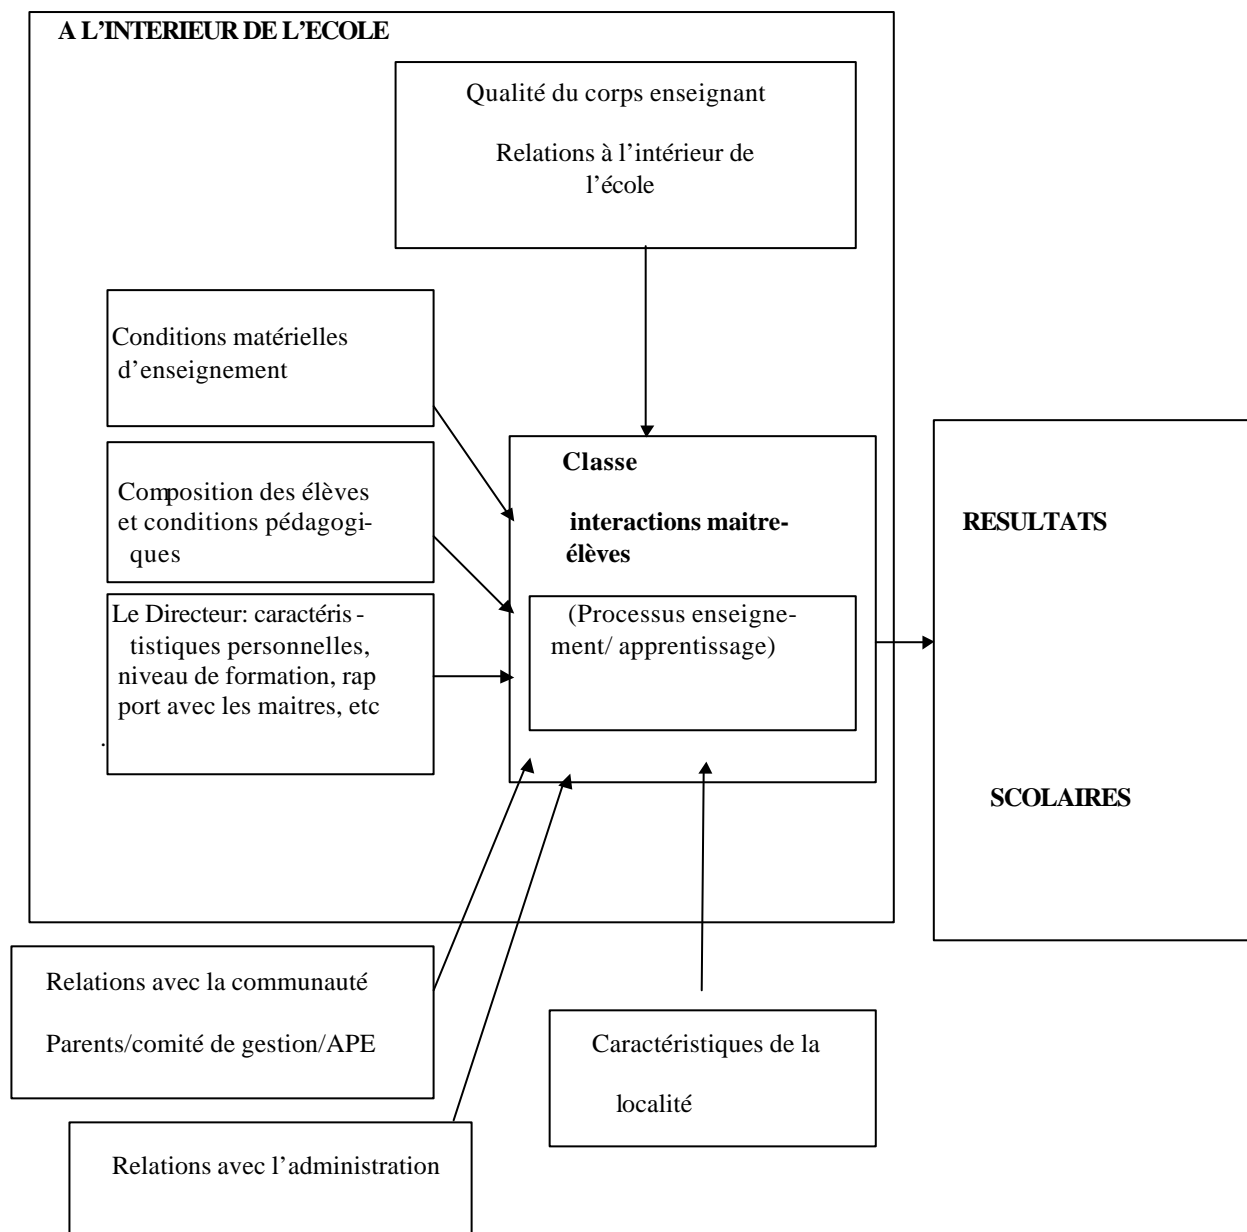 A L’INTERIEUR DE L’ECOLE
Qualité du corps enseignant
Relations à l’intérieur de
l’école
Conditions matérielles
d’enseignement
Composition des élèves
et conditions pédagogi-
ques
Le Directeur: caractéris -
tistiques personnelles,
niveau de formation, rap
port avec les maitres, etc
.
Classe
interactions maitre-
élèves
(Processus enseigne-
ment/ apprentissage)
RESULTATS
SCOLAIRES
Relations avec la communauté
Parents/comité de gestion/APE
Caractéristiques de la
localité
Relations avec l’administration